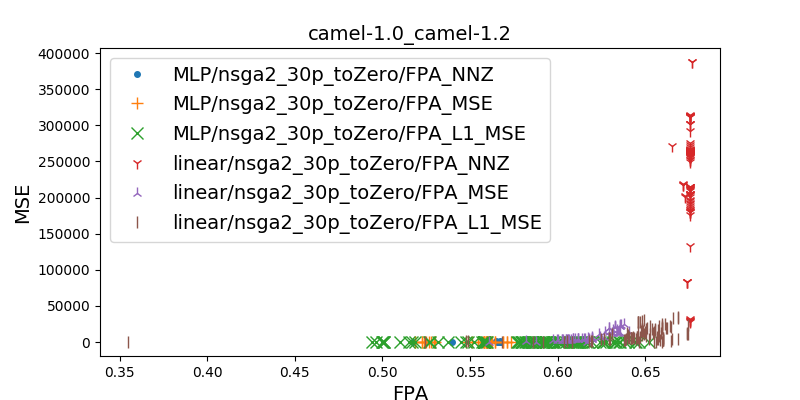 camel-1.0_camel-1.2
400000
350000
300000
250000
200000
150000
100000
50000
0
MSE
MLP/nsga2_30p_toZero/FPA_NNZ
MLP/nsga2_30p_toZero/FPA_MSE
MLP/nsga2_30p_toZero/FPA_L1_MSE
linear/nsga2_30p_toZero/FPA_NNZ
linear/nsga2_30p_toZero/FPA_MSE
linear/nsga2_30p_toZero/FPA_L1_MSE
0.35 0.40 0.45 0.50 0.55 0.60 0.65
FPA